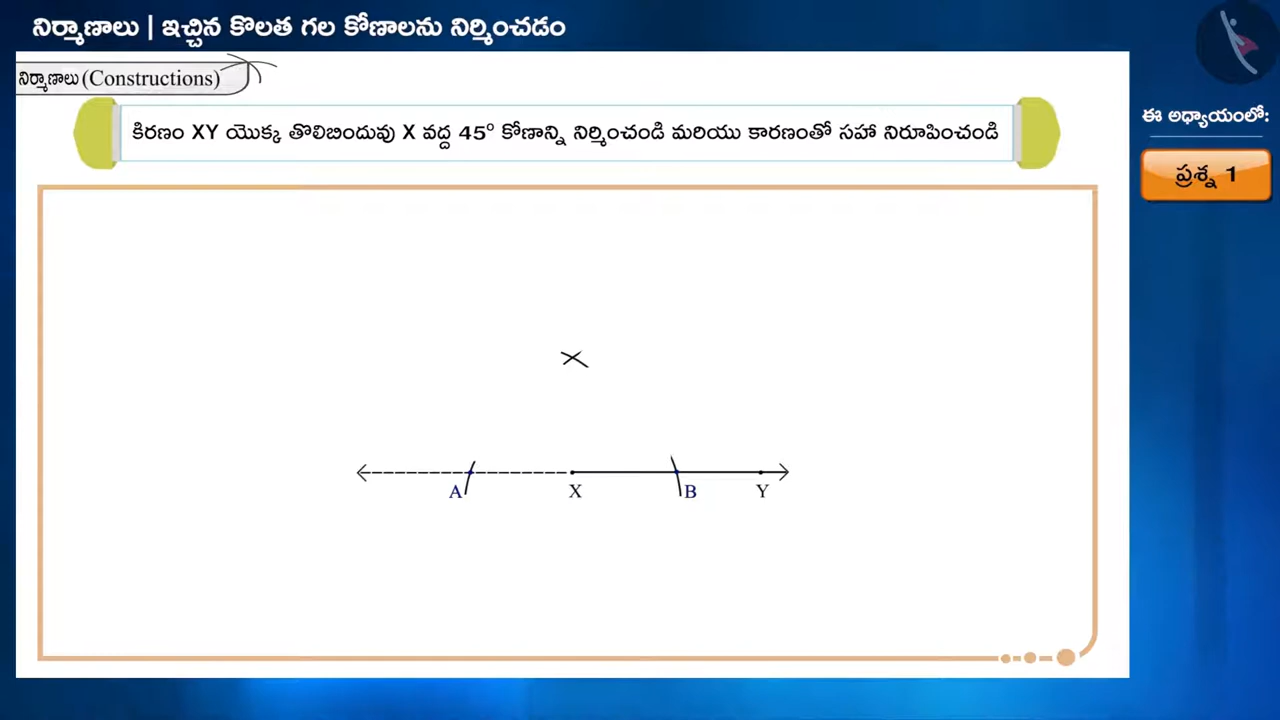 నిర్మాణాలు | ఇచ్చిన కొలత గల కోణాలను నిర్మించడం
నిర్మాణాలు (Constructions)
కిరణం XY యొక్క తొలిబిందువు X వద్ద 45° కోణాన్ని నిర్మించండి మరియు కారణంతో సహా నిరూపించండి
ఈ అధ్యాయంలో:
ప్రశ్న 1
A X B Y